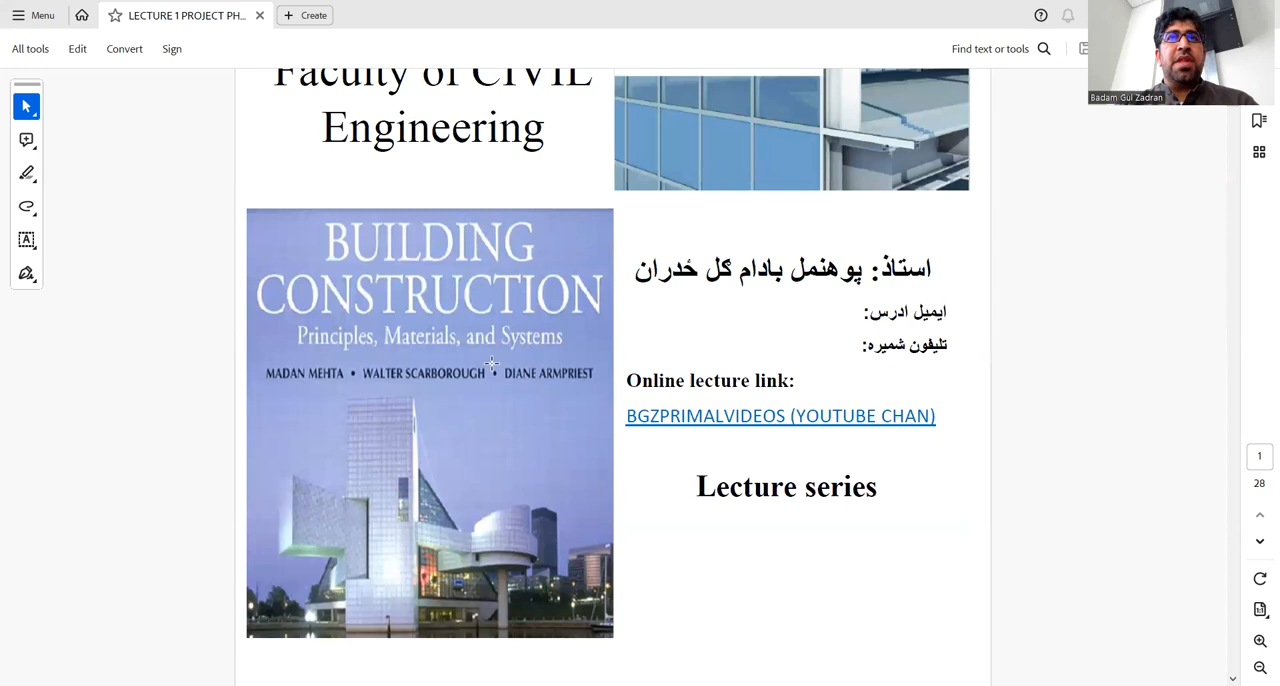 Menu
LECTURE 1 PROJECT PH...
Create
All tools
Edit
Convert
Sign
Find text or tools
Badam Gul Zadran
Faculty of CIVIL
Engineering
BUILDING
CONSTRUCTION
Principles, Materials, and Systems
MADAN MEHTA • WALTER SCARBOROUGH • DIANE ARMPRIEST
استاذ: پوهنمل بادام ګل ځدران
ایمیل ادرس:
تلیفون شمیره:
Online lecture link:
BGZPRIMALVIDEOS (YOUTUBE CHAN)
Lecture series
1
28